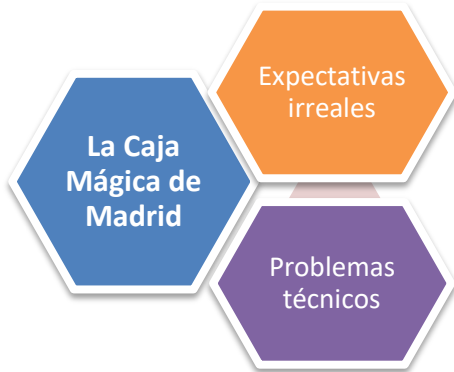 La Caja
Mágica de
Madrid
Expectativas
irreales
Problemas
técnicos